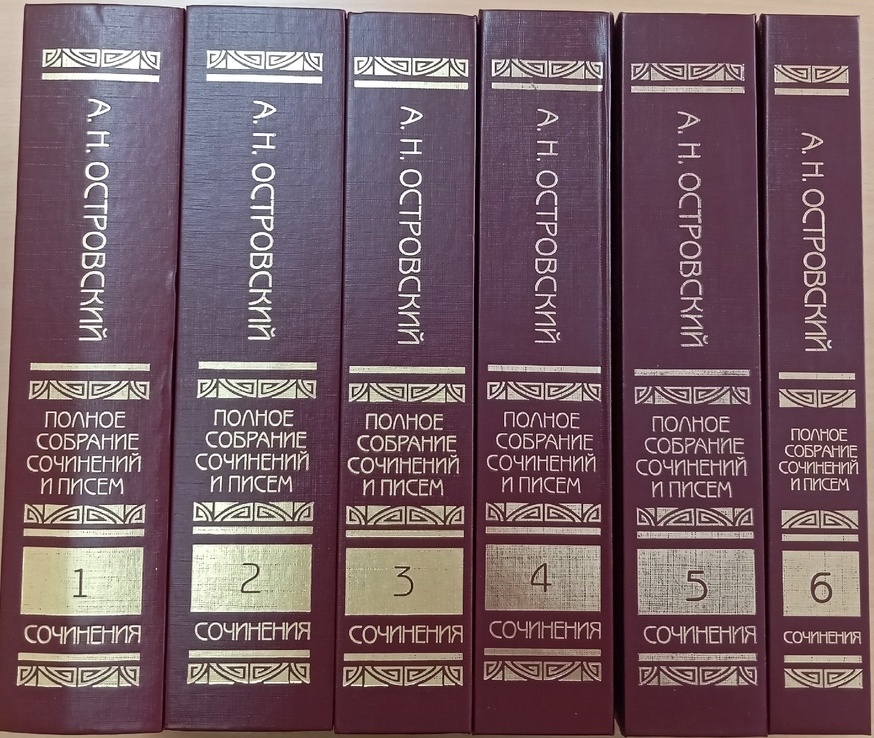 А. Н. ОСТРОВСКИЙ
ПОЛНОЕ
СОБРАНИЕ
СОЧИНЕНИЙ
И ПИСЕМ
1
СОЧИНЕНИЯ
А. Н. ОСТРОВСКИЙ
ПОЛНОЕ
СОБРАНИЕ
СОЧИНЕНИЙ
И ПИСЕМ
2
СОЧИНЕНИЯ
А. Н. ОСТРОВСКИЙ
ПОЛНОЕ
СОБРАНИЕ
СОЧИНЕНИЙ
И ПИСЕМ
3
СОЧИНЕНИЯ
А. Н. ОСТРОВСКИЙ
ПОЛНОЕ
СОБРАНИЕ
СОЧИНЕНИЙ
И ПИСЕМ
4
СОЧИНЕНИЯ
А. Н. ОСТРОВСКИЙ
ПОЛНОЕ
СОБРАНИЕ
СОЧИНЕНИЙ
И ПИСЕМ
5
СОЧИНЕНИЯ
А. Н. ОСТРОВСКИЙ
ПОЛНОЕ
СОБРАНИЕ
СОЧИНЕНИЙ
И ПИСЕМ
6
СОЧИНЕНИЯ